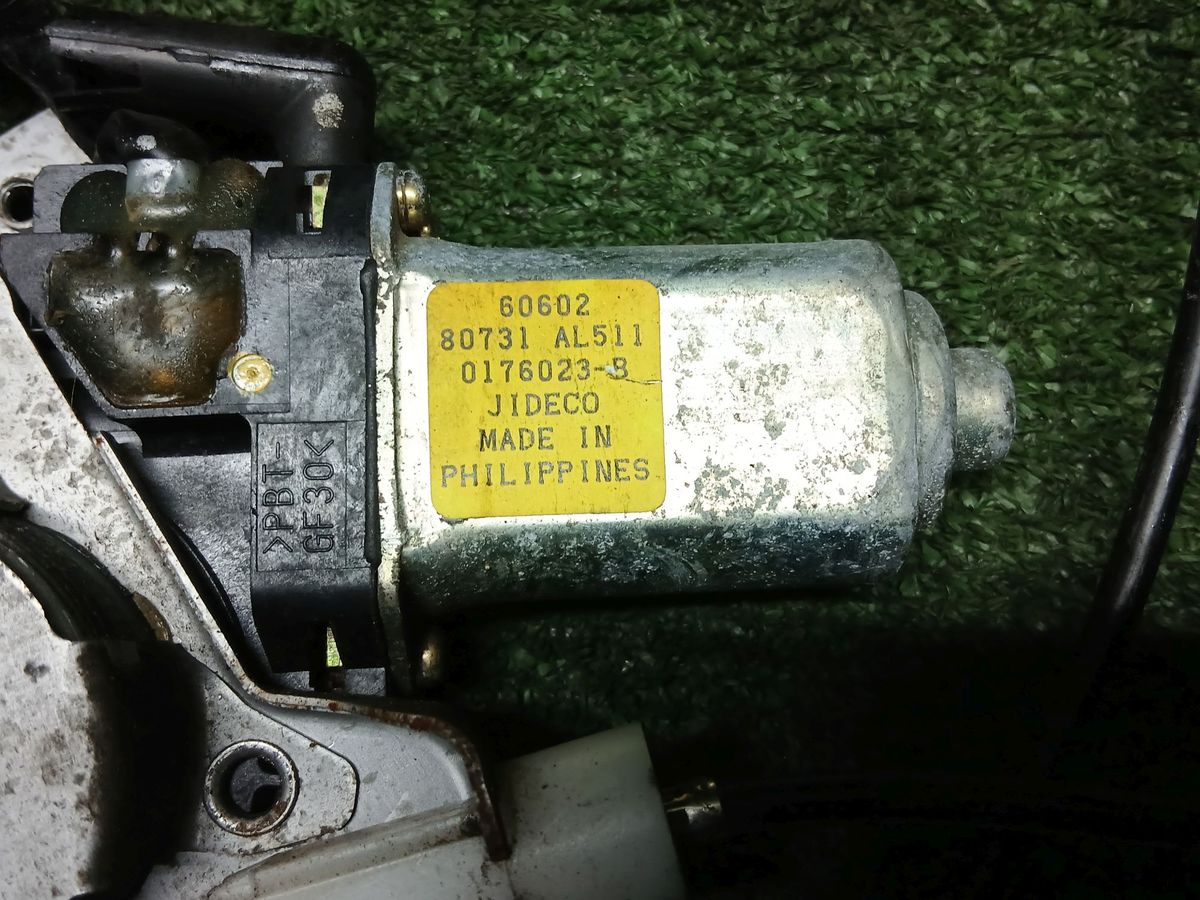 60602
80731 AL511
0176023-B
JIDECO
MADE IN
PHILIPPINES
>PBT-
GF30<